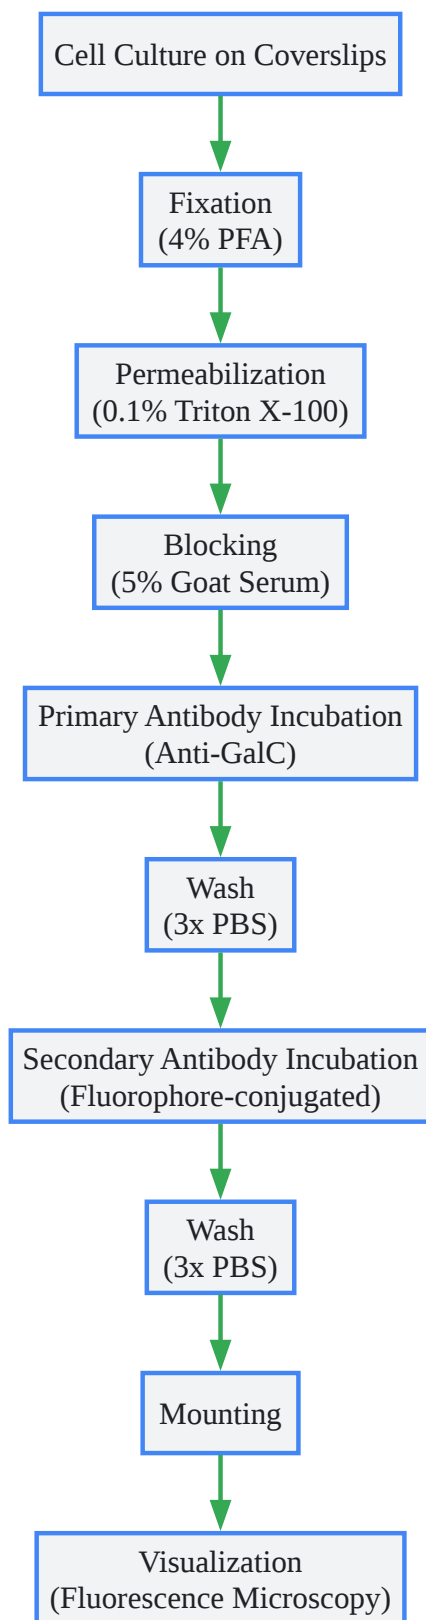 Cell Culture on Coverslips
Fixation
(4% PFA)
Permeabilization
(0.1% Triton X-100)
Blocking
(5% Goat Serum)
Primary Antibody Incubation
(Anti-GalC)
Wash
(3x PBS)
Secondary Antibody Incubation
(Fluorophore-conjugated)
Wash
(3x PBS)
Mounting
Visualization
(Fluorescence Microscopy)